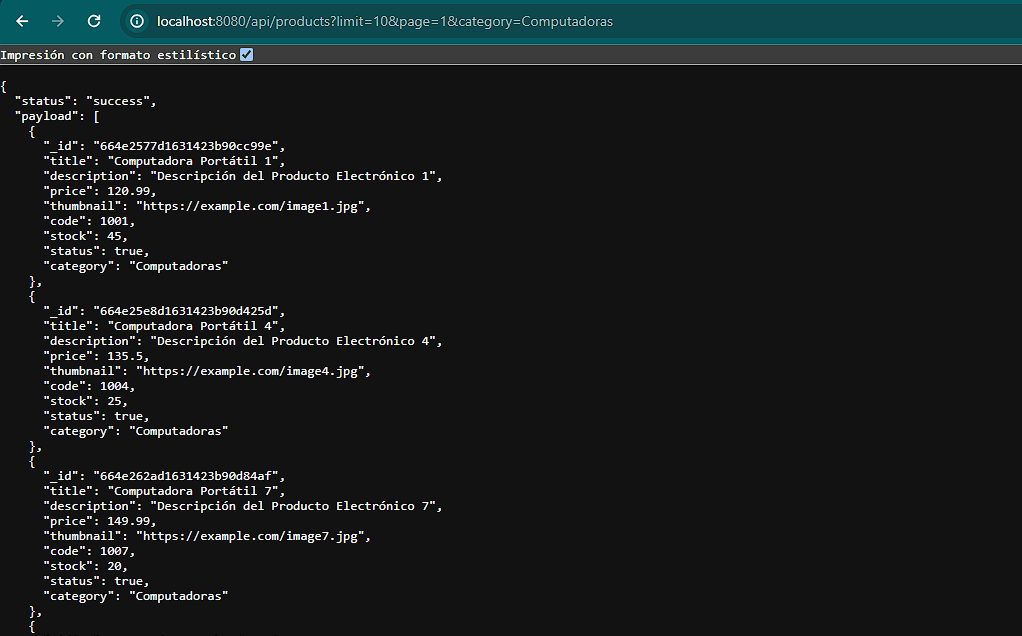 localhost:8080/api/products?limit=10&page=1&category=Computadoras
Impresión con formato estilístico
{
  "status": "success",
  "payload": [
    {
      "_id": "664e2577d1631423b90cc99e",
      "title": "Computadora Portátil 1",
      "description": "Descripción del Producto Electrónico 1",
      "price": 120.99,
      "thumbnail": "https://example.com/image1.jpg",
      "code": 1001,
      "stock": 45,
      "status": true,
      "category": "Computadoras"
    },
    {
      "_id": "664e25e8d1631423b90d425d",
      "title": "Computadora Portátil 4",
      "description": "Descripción del Producto Electrónico 4",
      "price": 135.5,
      "thumbnail": "https://example.com/image4.jpg",
      "code": 1004,
      "stock": 25,
      "status": true,
      "category": "Computadoras"
    },
    {
      "_id": "664e262ad1631423b90d84af",
      "title": "Computadora Portátil 7",
      "description": "Descripción del Producto Electrónico 7",
      "price": 149.99,
      "thumbnail": "https://example.com/image7.jpg",
      "code": 1007,
      "stock": 20,
      "status": true,
      "category": "Computadoras"
    },
    {